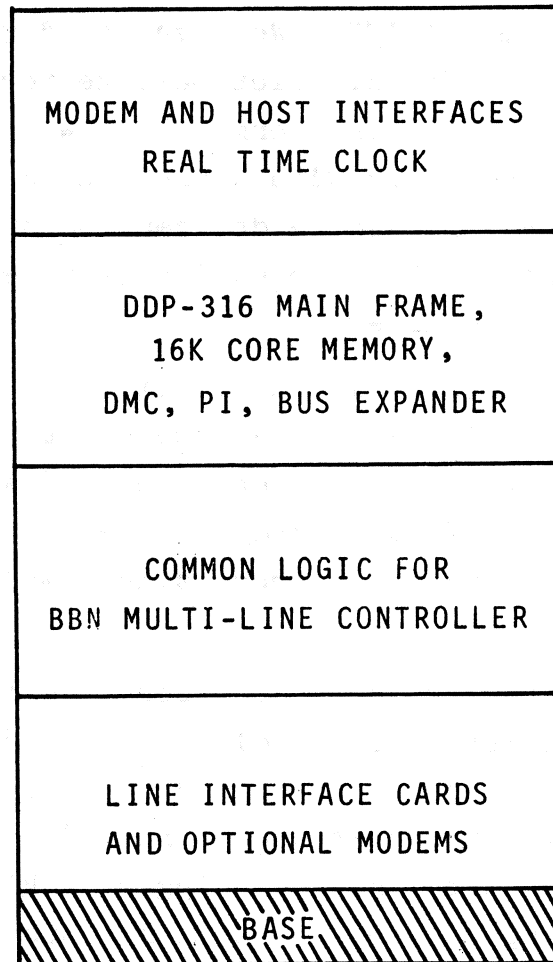 MODEM AND HOST INTERFACES
REAL TIME CLOCK
DDP-316 MAIN FRAME,
16K CORE MEMORY,
DMC, PI, BUS EXPANDER
COMMON LOGIC FOR
BBN MULTI-LINE CONTROLLER
LINE INTERFACE CARDS
AND OPTIONAL MODEMS
BASE